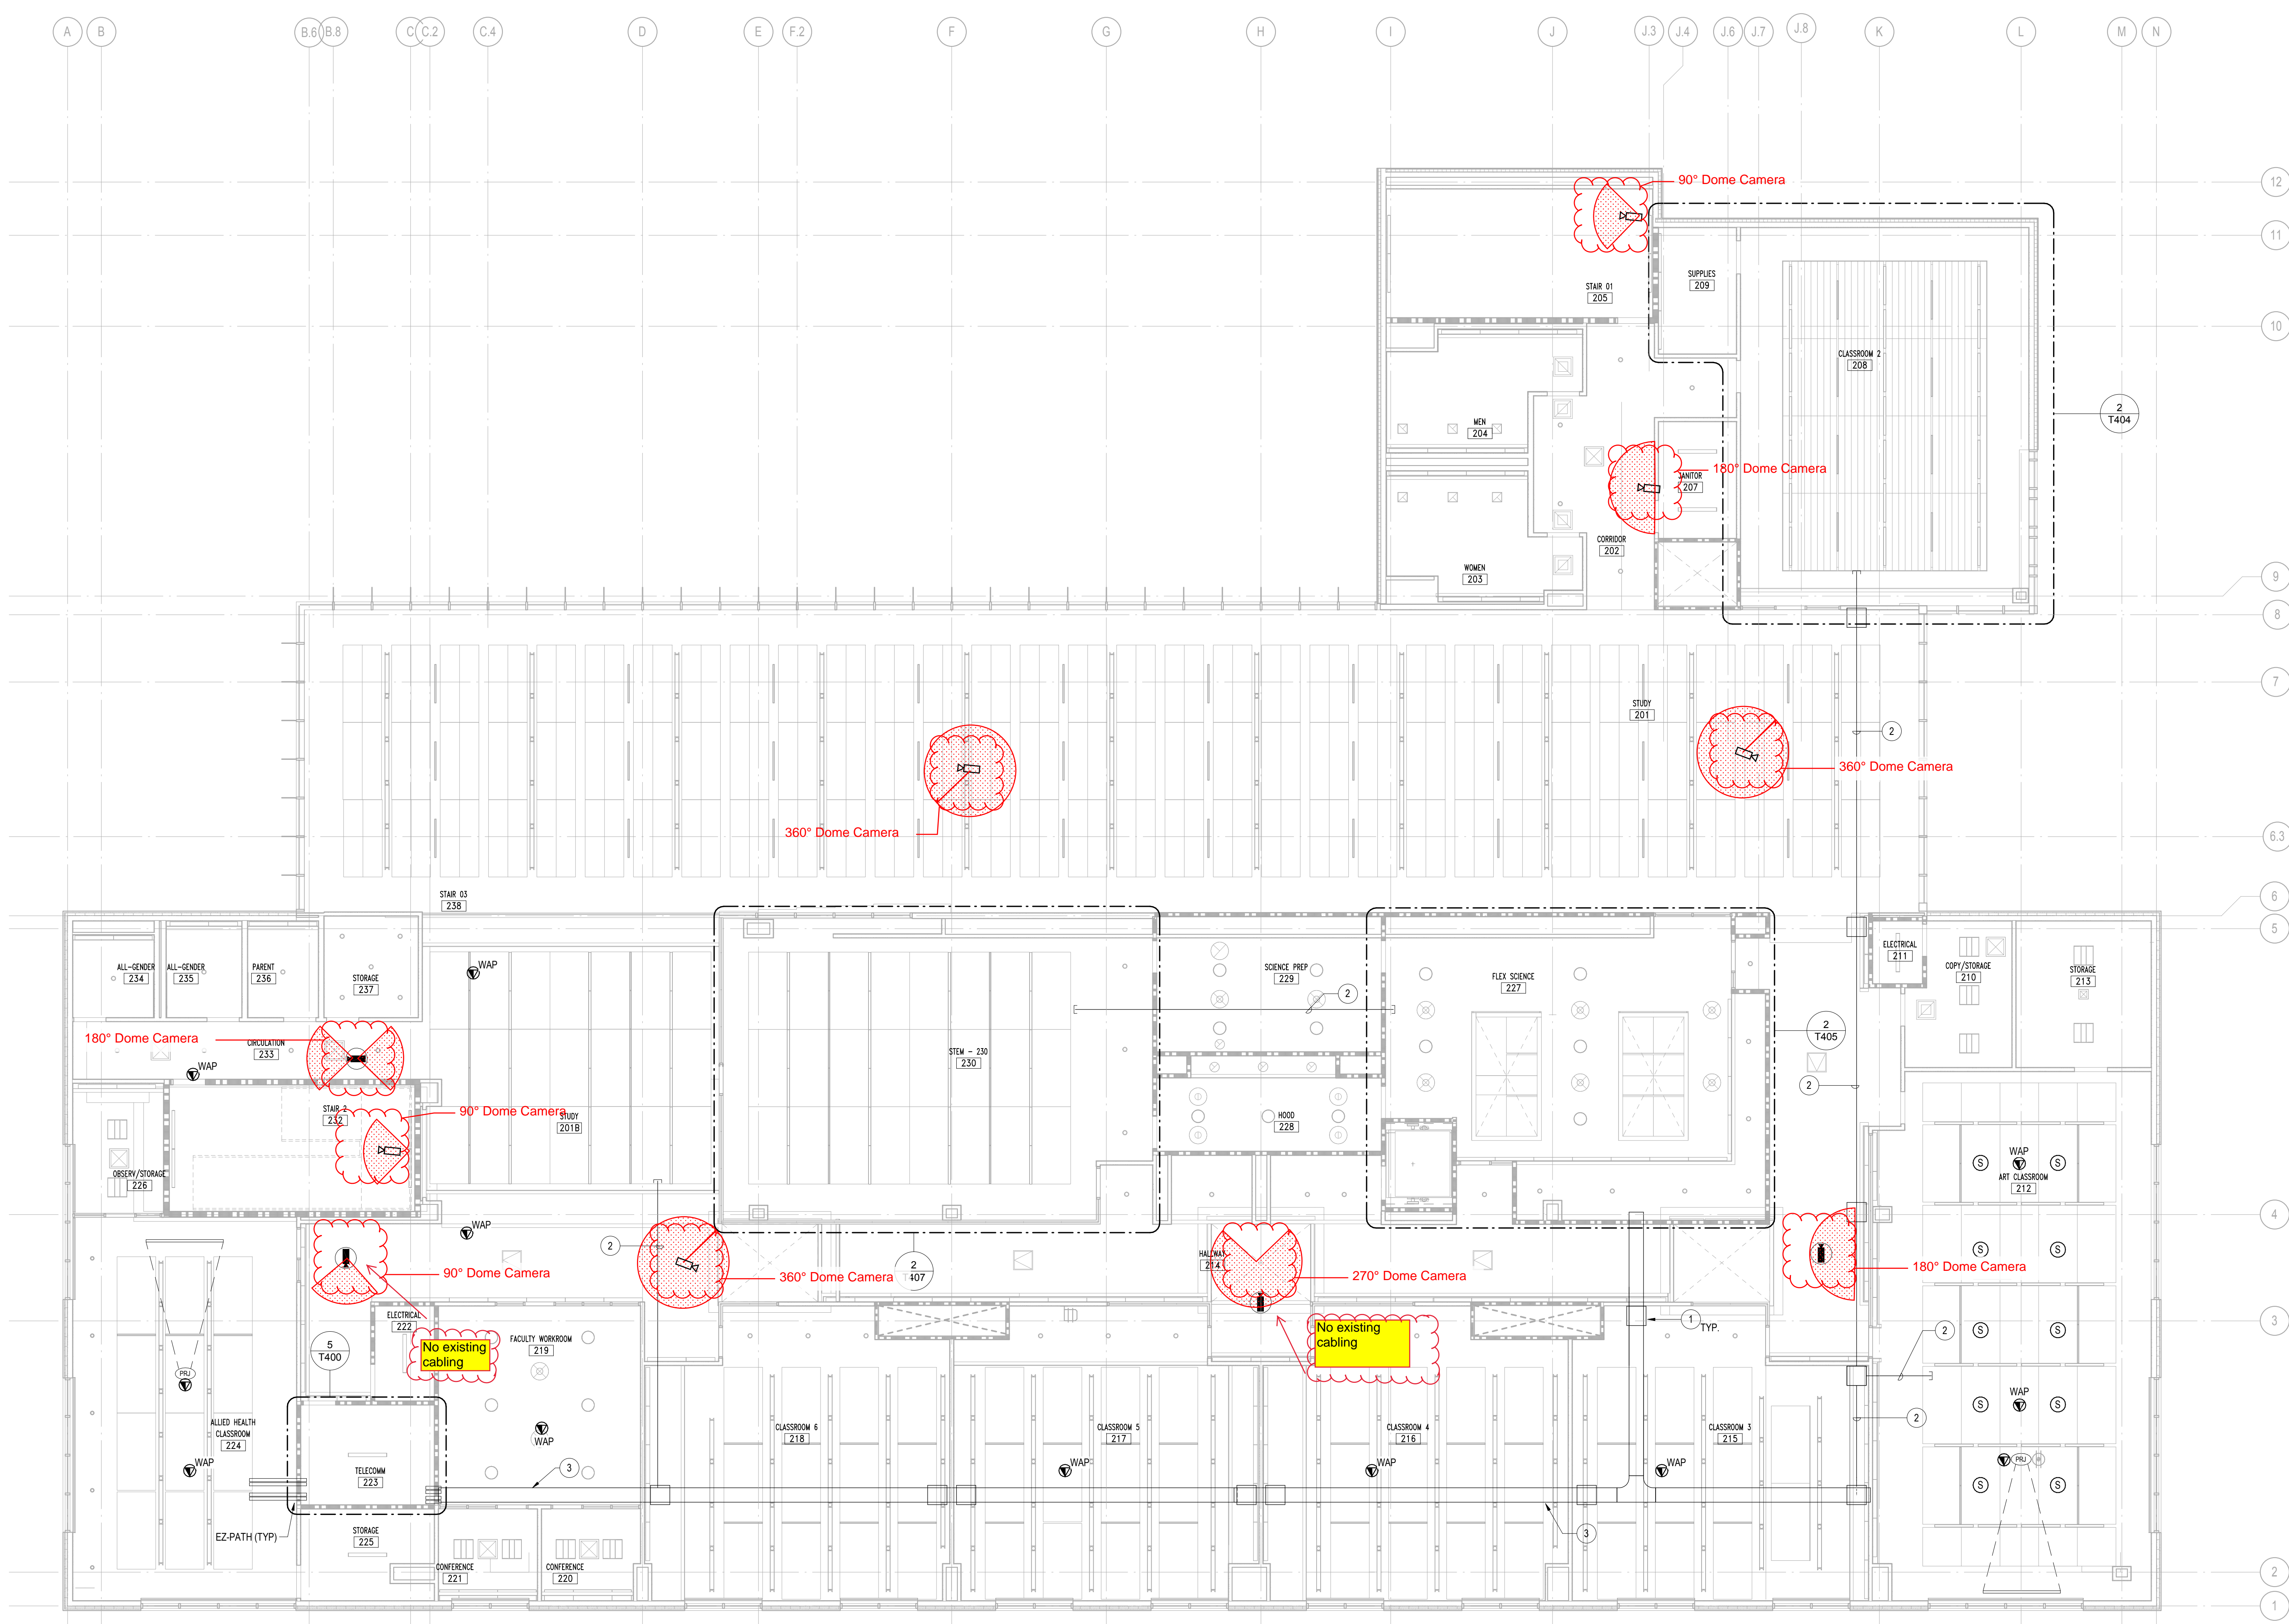 A
B
B.6
B.8
C
C.2
C.4
D
E
F.2
F
G
H
I
J
J.3
J.4
J.6
J.7
J.8
K
L
M
N
12
90° Dome Camera
11
SUPPLIES
209
STAIR 01
205
10
CLASSROOM 2
208
2
T404
MEN
204
180° Dome Camera
JANITOR
207
CORRIDOR
202
WOMEN
203
9
8
7
STUDY
201
2
360° Dome Camera
360° Dome Camera
6.3
STAIR 03
238
6
5
ELECTRICAL
211
COPY/STORAGE
210
STORAGE
213
ALL-GENDER
234
ALL-GENDER
235
PARENT
236
STORAGE
237
WAP
SCIENCE PREP
229
2
FLEX SCIENCE
227
2
T405
180° Dome Camera
CIRCULATION
233
WAP
STEM - 230
230
2
STAIR 2
232
90° Dome Camera
STUDY
201B
HOOD
228
OBSERV/STORAGE
226
S
WAP
S
ART CLASSROOM
212
4
WAP
2
2
T407
HALLWAY
214
S
S
90° Dome Camera
360° Dome Camera
270° Dome Camera
180° Dome Camera
ELECTRICAL
222
No existing
cabling
FACULTY WORKROOM
219
No existing
cabling
1
TYP.
2
S
S
3
5
T400
PRJ
WAP
S
S
2
ALLIED HEALTH
CLASSROOM
224
WAP
WAP
CLASSROOM 6
218
CLASSROOM 5
217
CLASSROOM 4
216
CLASSROOM 3
215
TELECOMM
223
3
WAP
WAP
WAP
PRJ
S
S
EZ-PATH (TYP)
STORAGE
225
3
CONFERENCE
221
CONFERENCE
220
2
1